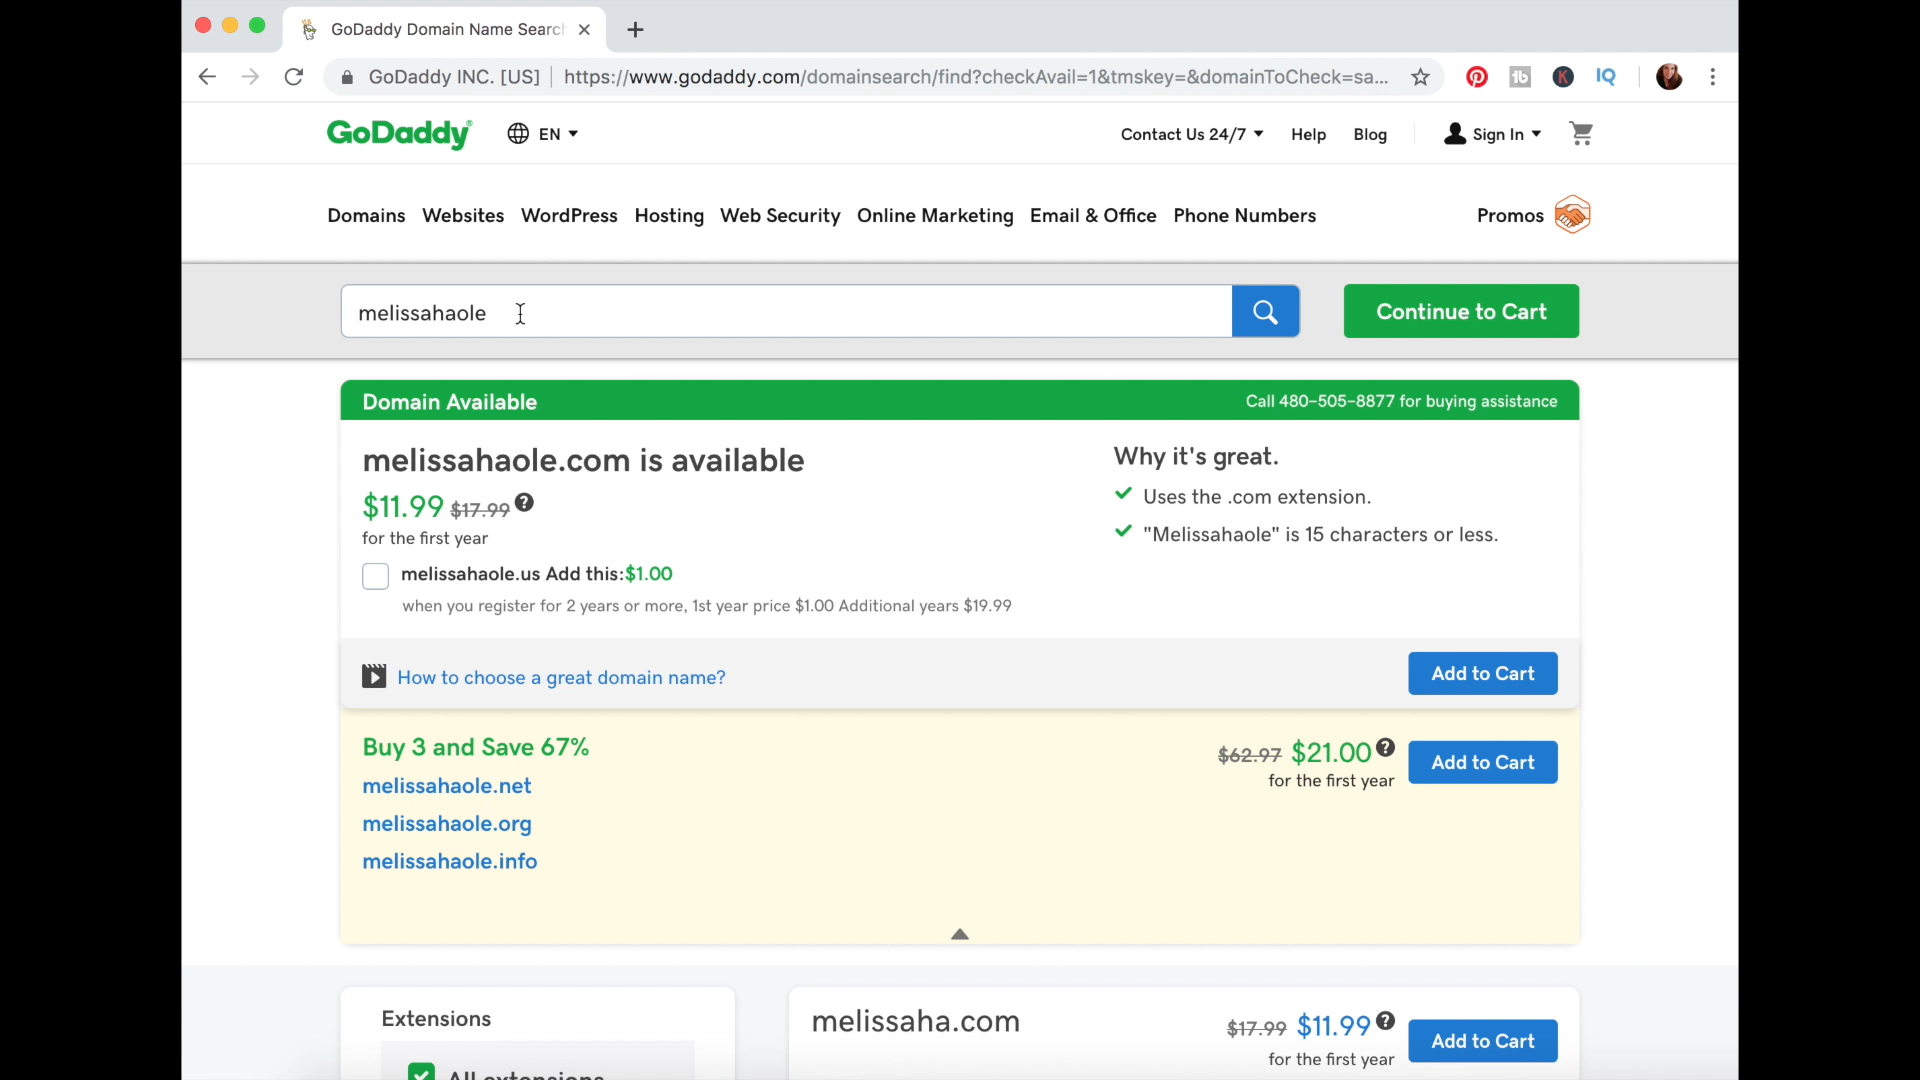 GoDaddy Domain Name Search
GoDaddy INC. [US] | https://www.godaddy.com/domainsearch/find?checkAvail=1&tmskey=&domainToCheck=sa...
GoDaddy EN
Contact Us 24/7 Help Blog Sign In
Domains Websites WordPress Hosting Web Security Online Marketing Email & Office Phone Numbers Promos
melissahaole
Continue to Cart
Domain Available
Call 480-505-8877 for buying assistance
melissahaole.com is available
$11.99 $17.99
for the first year
melissahaole.us Add this:$1.00
when you register for 2 years or more, 1st year price $1.00 Additional years $19.99
Why it's great.
Uses the .com extension.
"Melissahaole" is 15 characters or less.
How to choose a great domain name?
Add to Cart
Buy 3 and Save 67%
melissahaole.net
melissahaole.org
melissahaole.info
$62.97 $21.00
for the first year
Add to Cart
Extensions
All extensions
melissaha.com
$17.99 $11.99
for the first year
Add to Cart